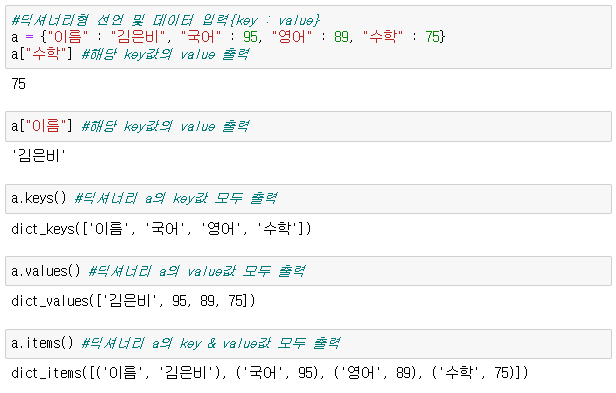 #딕셔너리형 선언 및 데이터 입력{key : value}
a = {"이름" : "김은비", "국어" : 95, "영어" : 89, "수학" : 75}
a["수학"] #해당 key값의 value 출력
75
a["이름"] #해당 key값의 value 출력
'김은비'
a.keys() #딕셔너리 a의 key값 모두 출력
dict_keys(['이름', '국어', '영어', '수학'])
a.values() #딕셔너리 a의 value값 모두 출력
dict_values(['김은비', 95, 89, 75])
a.items() #딕셔너리 a의 key & value값 모두 출력
dict_items([('이름', '김은비'), ('국어', 95), ('영어', 89), ('수학', 75)])